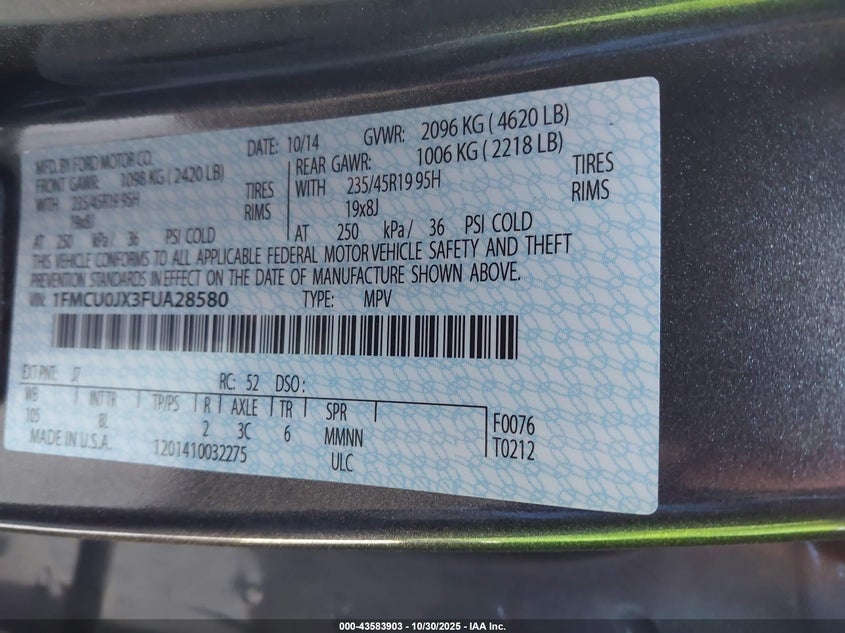 MFD. BY FORD MOTOR CO.
DATE: 10/14
GVWR: 2096 KG ( 4620 LB)
FRONT GAWR: 1098 KG ( 2420 LB)
REAR GAWR: 1006 KG ( 2218 LB)
WITH 235/45R19 95H TIRES
WITH 235/45R19 95H TIRES
19x8J RIMS
19x8J RIMS
AT 250 kPa / 36 PSI COLD
AT 250 kPa / 36 PSI COLD
THIS VEHICLE CONFORMS TO ALL APPLICABLE FEDERAL MOTOR VEHICLE SAFETY AND THEFT
PREVENTION STANDARDS IN EFFECT ON THE DATE OF MANUFACTURE SHOWN ABOVE.
VIN: 1FMCU0JX3FUA28580
TYPE: MPV
EXT PNT: J7
RC: 52 DSO:
WB INT TR TP/PS R AXLE TR SPR
105 8L 2 3C 6 MMNN
F0076
MADE IN U.S.A.
1201410032275
ULC
T0212
000-43583903 - 10/30/2025 - IAA Inc.